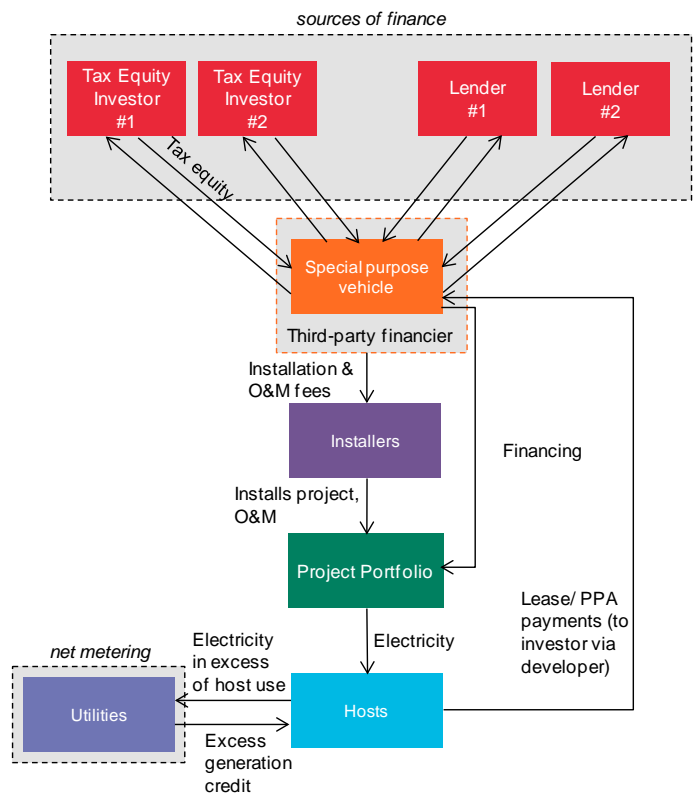 sources of finance
Tax Equity
Investor
#1
Tax Equity
Investor
#2
Lender
#1
Lender
#2
Tax equity
Special purpose
vehicle
Third-party financier
Installation &
O&M fees
Installers
Financing
Installs project,
O&M
Project Portfolio
Lease/ PPA
payments (to
investor via
developer)
Electricity
net metering
Electricity
in excess
of host use
Utilities
Hosts
Excess
generation
credit